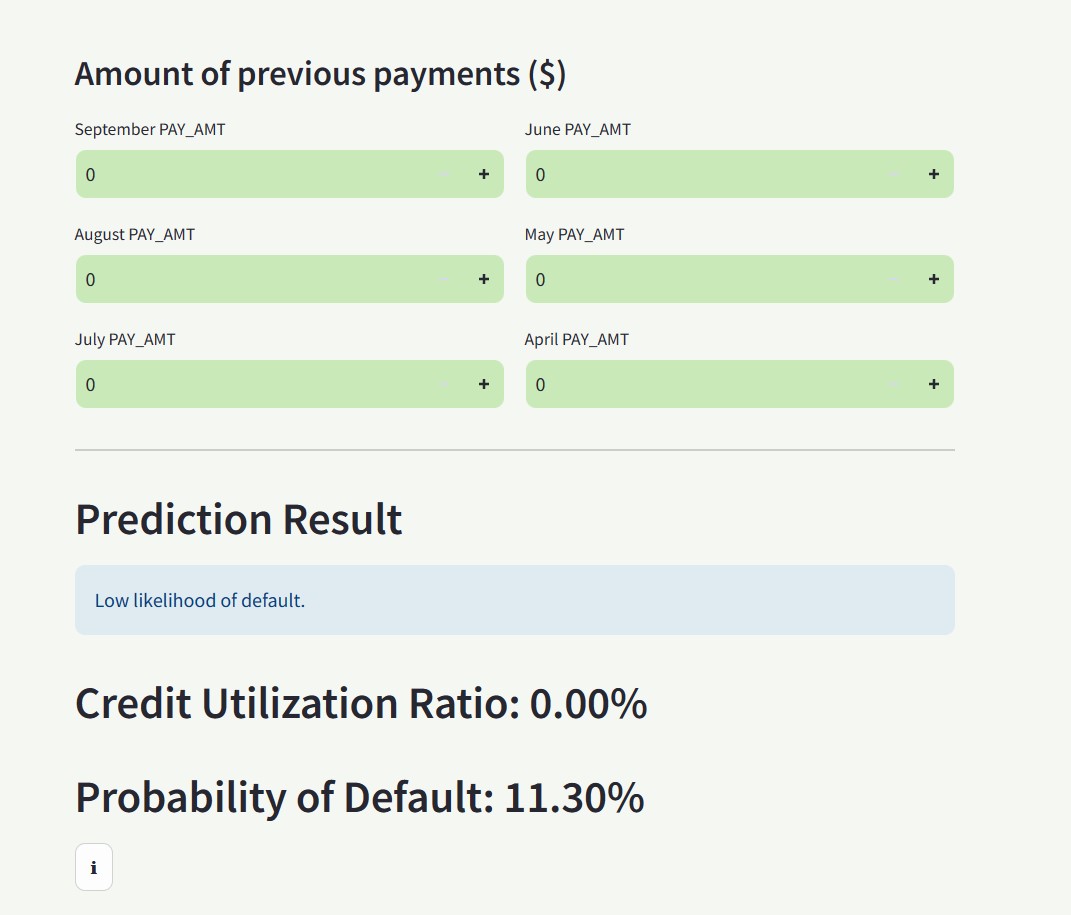 Amount of previous payments ($)
September PAY_AMT
0
June PAY_AMT
0
August PAY_AMT
0
May PAY_AMT
0
July PAY_AMT
0
April PAY_AMT
0
Prediction Result
Low likelihood of default.
Credit Utilization Ratio: 0.00%
Probability of Default: 11.30%
ℹ